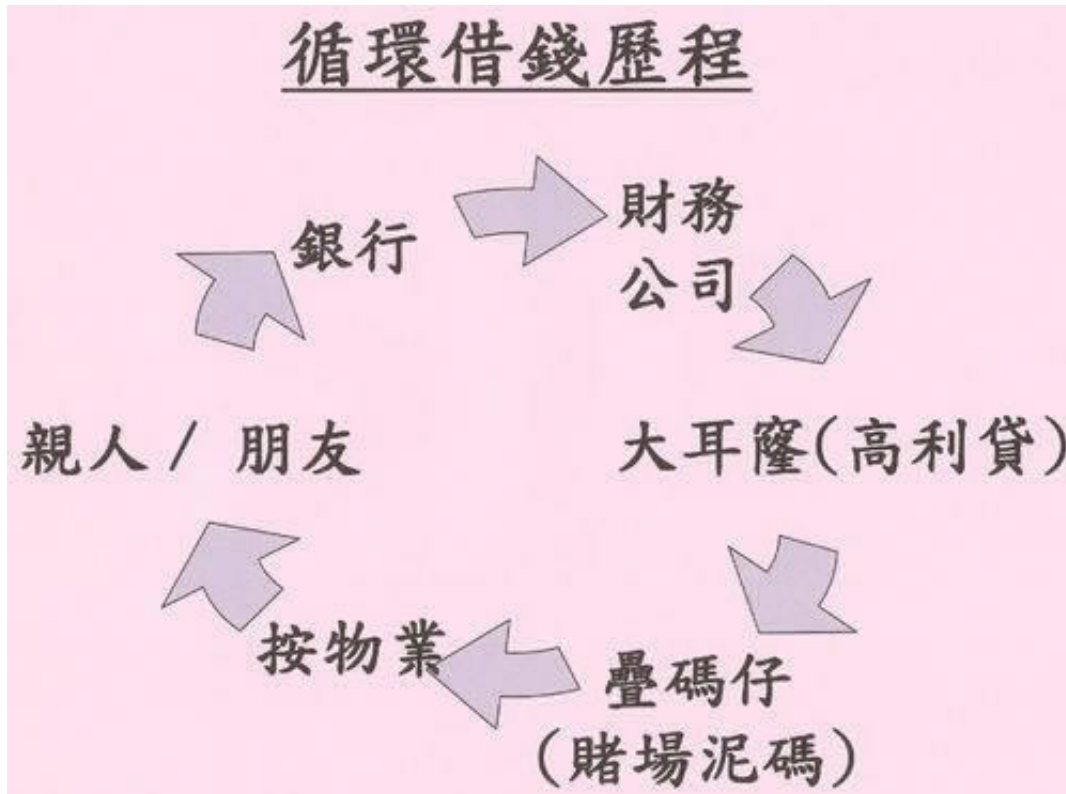 循環借錢歷程
銀行
財務
公司
大耳窿(高利貸)
疊碼仔
(賭場泥碼)
按物業
親人 / 朋友